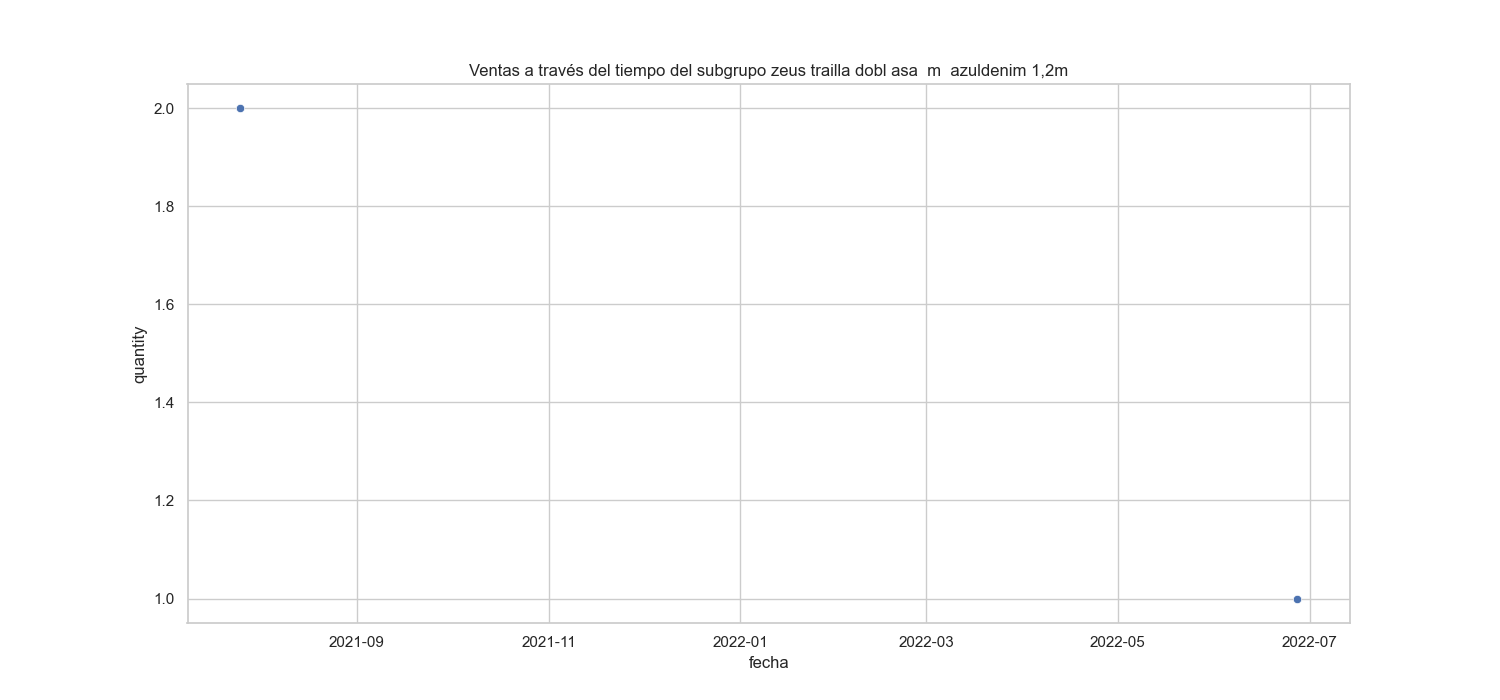 Ventas a través del tiempo del subgrupo zeus trailla dobl asa  m  azuldenim 1,2m
2.0
1.8
1.6
1.4
1.2
1.0
quantity
2021-09 2021-11 2022-01 2022-03 2022-05 2022-07
fecha